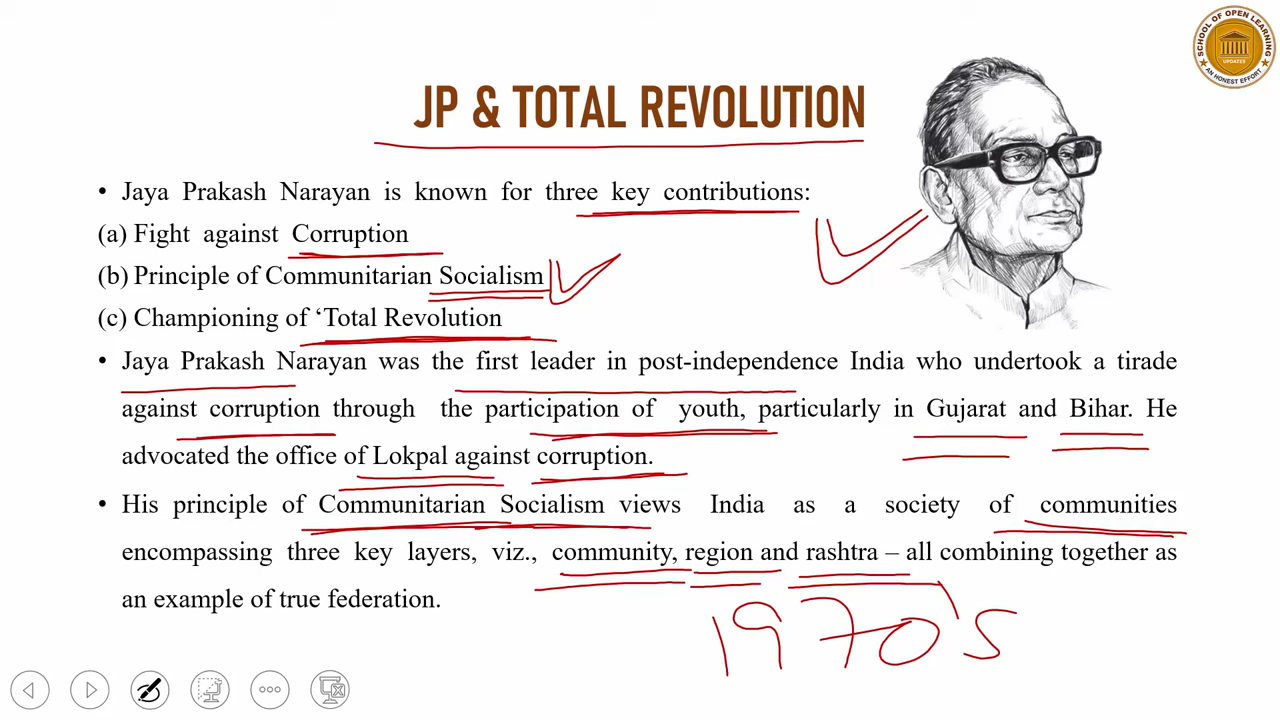 SCHOOL OF OPEN LEARNING
UPDATES
AN HONEST EFFORT
JP & TOTAL REVOLUTION
• Jaya Prakash Narayan is known for three key contributions:
(a) Fight against Corruption
(b) Principle of Communitarian Socialism
(c) Championing of ‘Total Revolution
• Jaya Prakash Narayan was the first leader in post-independence India who undertook a tirade
against corruption through the participation of youth, particularly in Gujarat and Bihar. He
advocated the office of Lokpal against corruption.
• His principle of Communitarian Socialism views India as a society of communities
encompassing three key layers, viz., community, region and rashtra – all combining together as
an example of true federation.
1970's